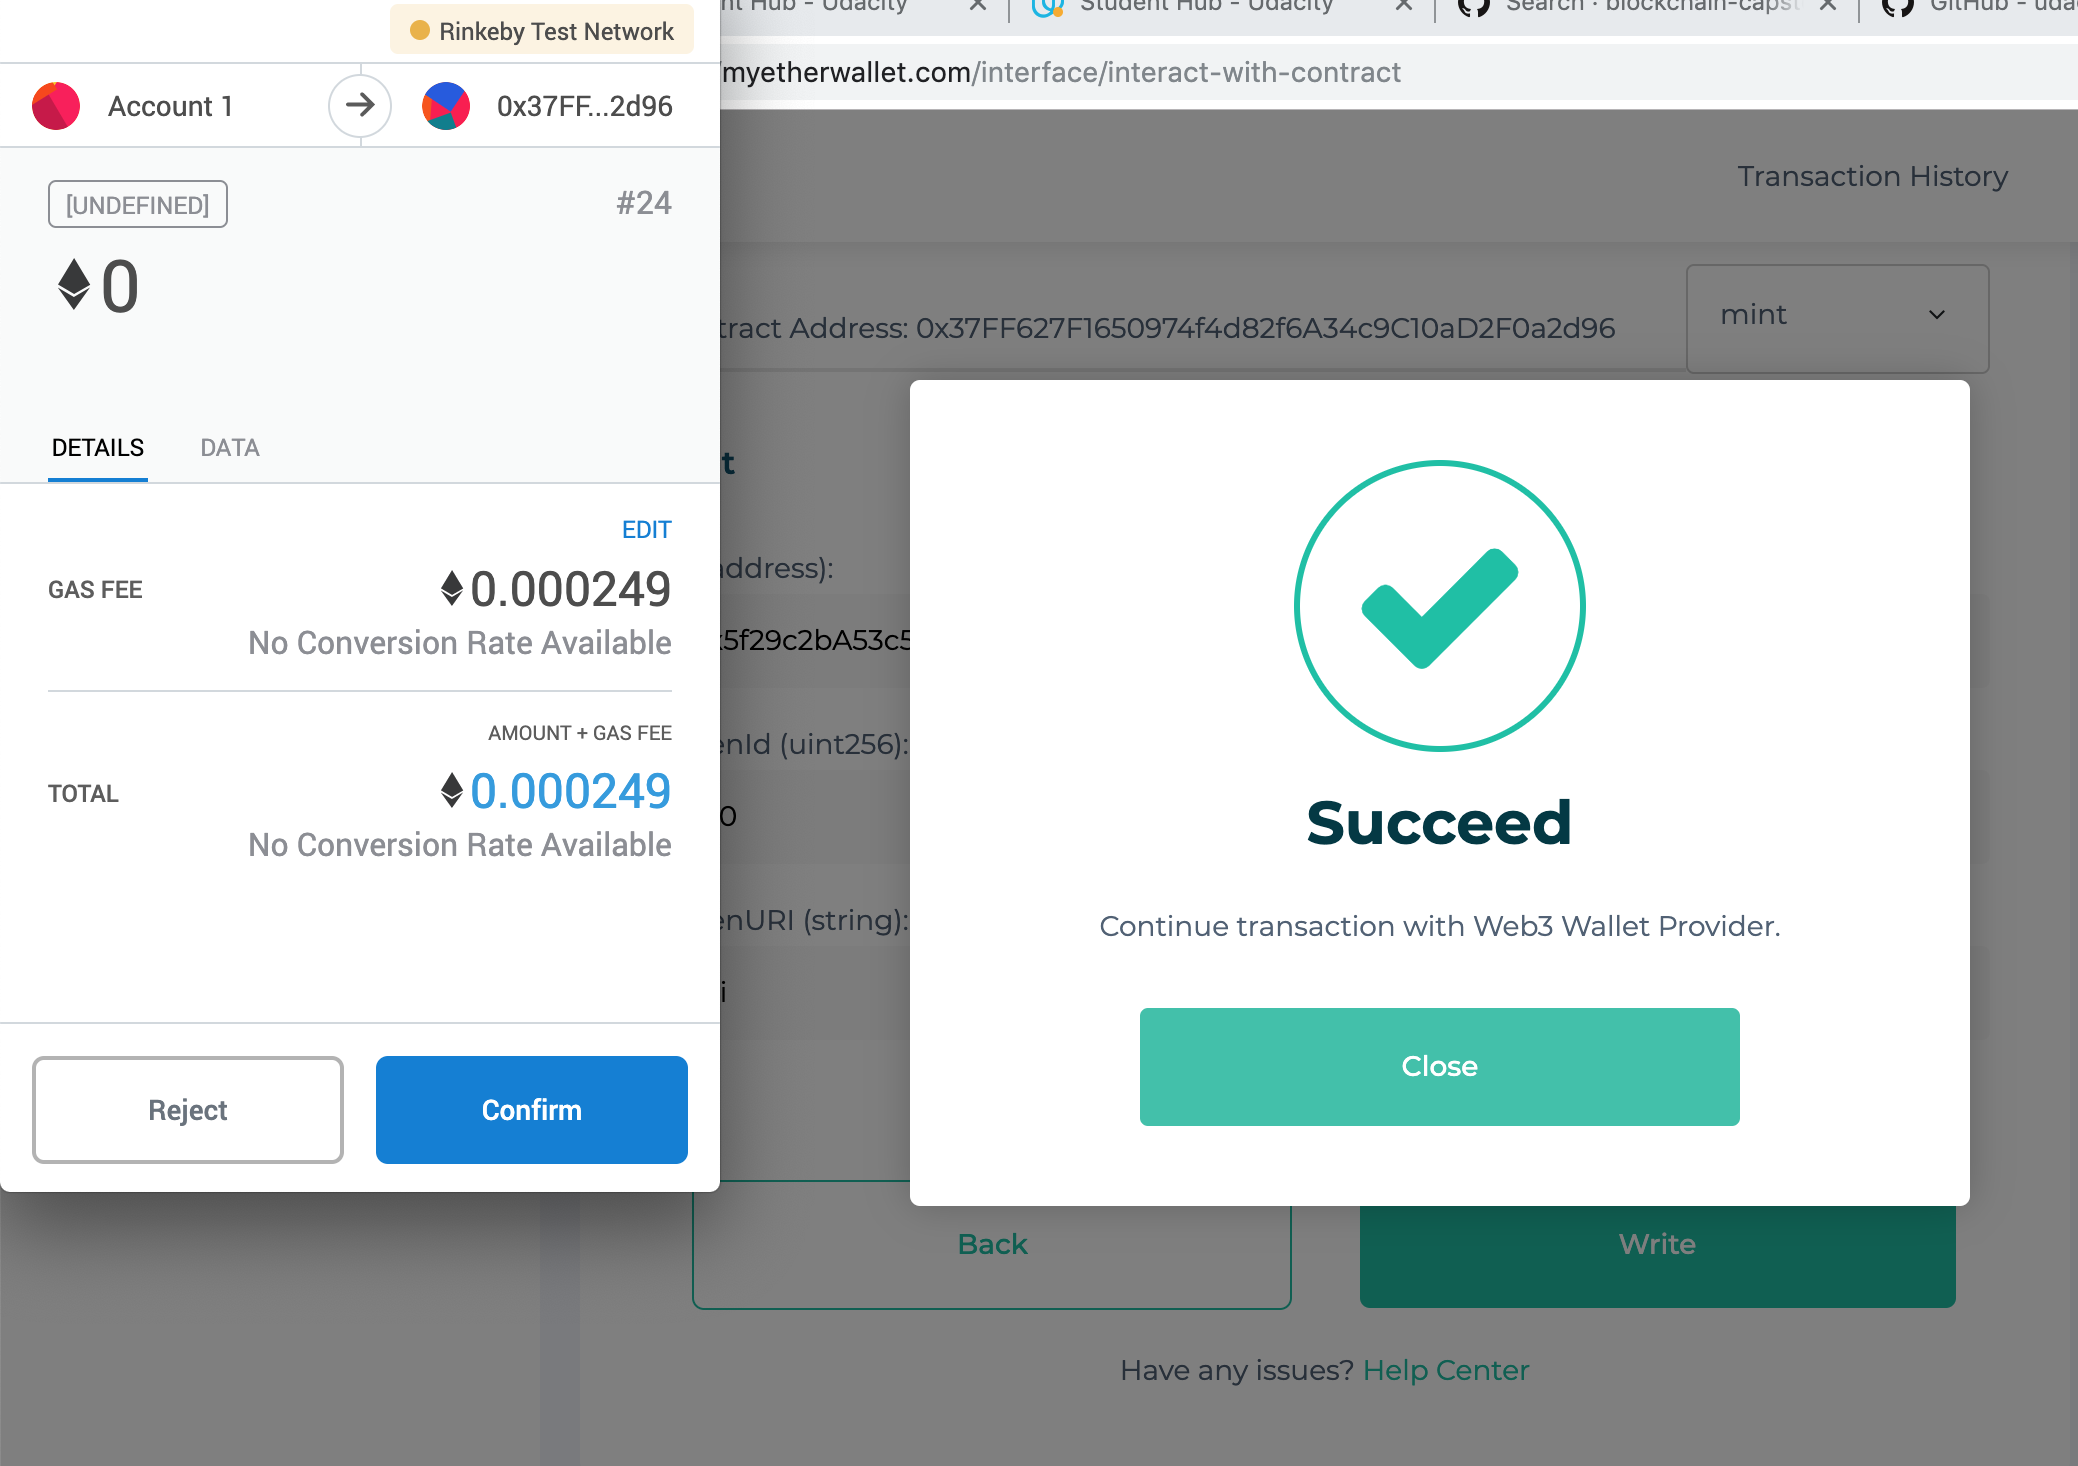 Rinkeby Test Network
Account 1
0x37FF...2d96
[UNDEFINED]
#24
0
DETAILS
DATA
EDIT
GAS FEE
0.000249
No Conversion Rate Available
AMOUNT + GAS FEE
TOTAL
0.000249
No Conversion Rate Available
Reject
Confirm
nt Hub - Udacity
Student Hub - Udacity
Search · blockchain-capst
GitHub - uda
/myetherwallet.com/interface/interact-with-contract
Transaction History
tract Address: 0x37FF627F1650974f4d82f6A34c9C10aD2F0a2d96
mint
t
address):
x5f29c2bA53c5
enId (uint256):
0
enURI (string):
i
Succeed
Continue transaction with Web3 Wallet Provider.
Close
Back
Write
Have any issues? Help Center